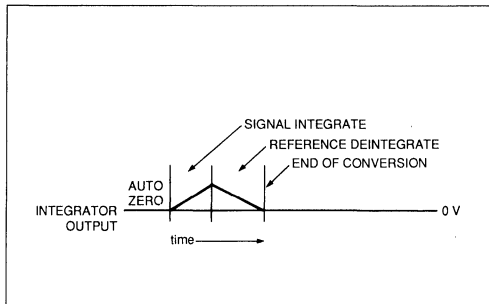 SIGNAL INTEGRATE
REFERENCE DEINTEGRATE
END OF CONVERSION
AUTO
ZERO
INTEGRATOR
OUTPUT
0 V
time